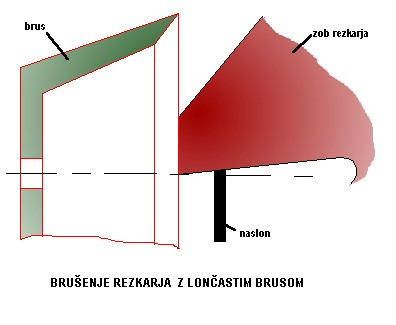 brus
zob rezkarja
naslon
BRUŠENJE REZKARJA Z LONČASTIM BRUSOM